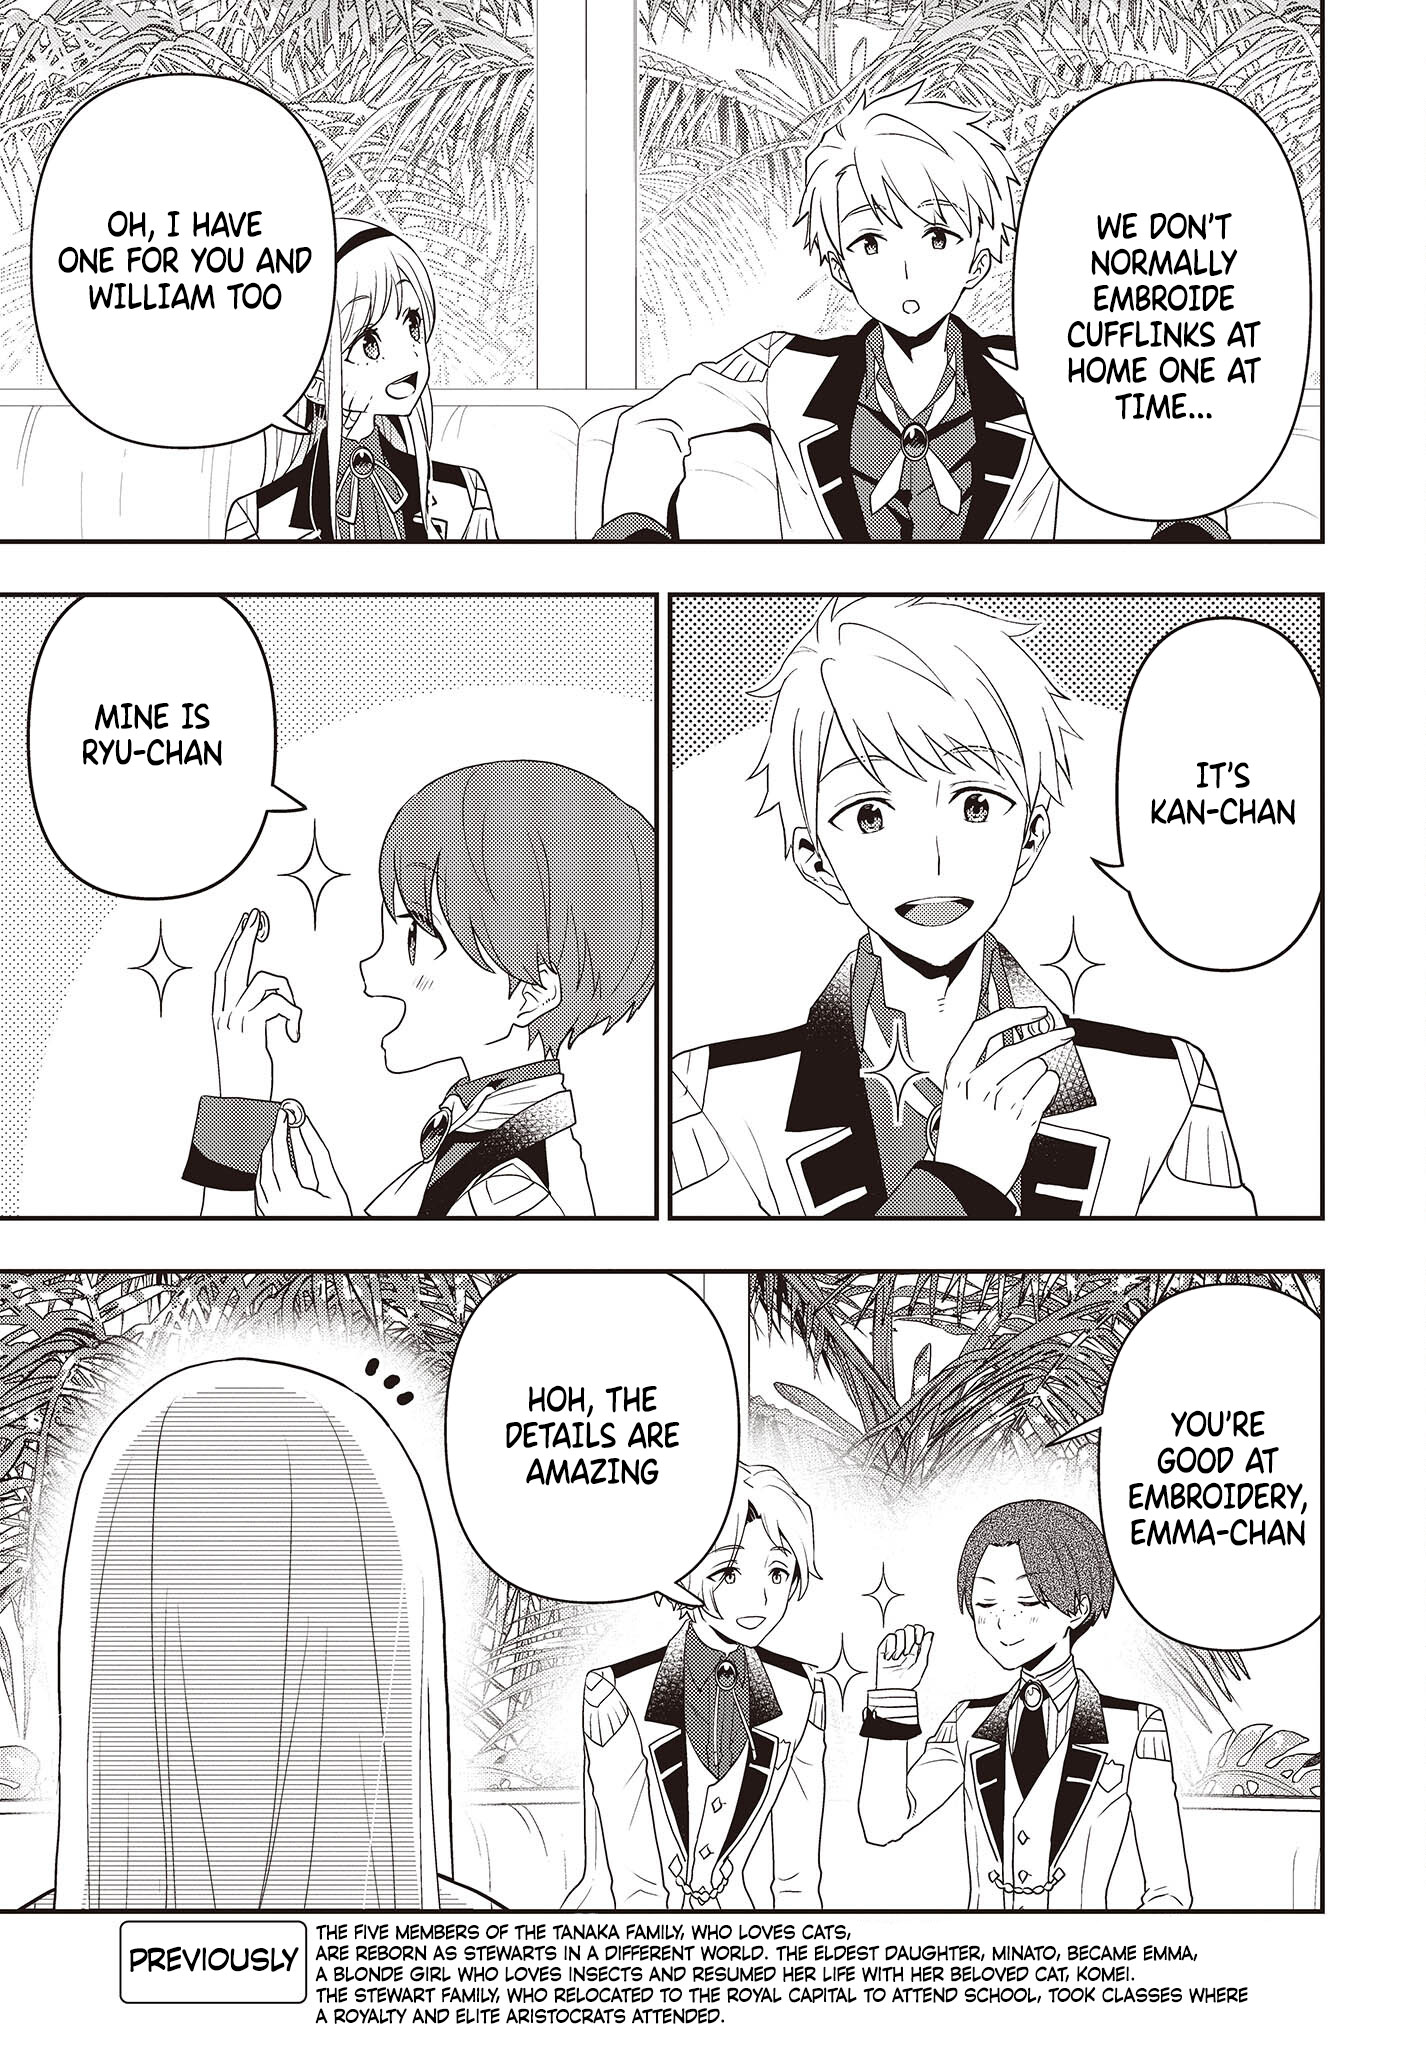 WE DON'T
NORMALLY
EMBROIDE
CUFFLINKS AT
HOME ONE AT
TIME...
OH, I HAVE
ONE FOR YOU AND
WILLIAM TOO
IT'S
KAN-CHAN
MINE IS
RYU-CHAN
YOU'RE
GOOD AT
EMBROIDERY,
EMMA-CHAN
HOH, THE
DETAILS ARE
AMAZING
PREVIOUSLY
THE FIVE MEMBERS OF THE TANAKA FAMILY, WHO LOVES CATS,
ARE REBORN AS STEWARTS IN A DIFFERENT WORLD. THE ELDEST DAUGHTER, MINATO, BECAME EMMA,
A BLONDE GIRL WHO LOVES INSECTS AND RESUMED HER LIFE WITH HER BELOVED CAT, KOMEI.
THE STEWART FAMILY, WHO RELOCATED TO THE ROYAL CAPITAL TO ATTEND SCHOOL, TOOK CLASSES WHERE
A ROYALTY AND ELITE ARISTOCRATS ATTENDED.